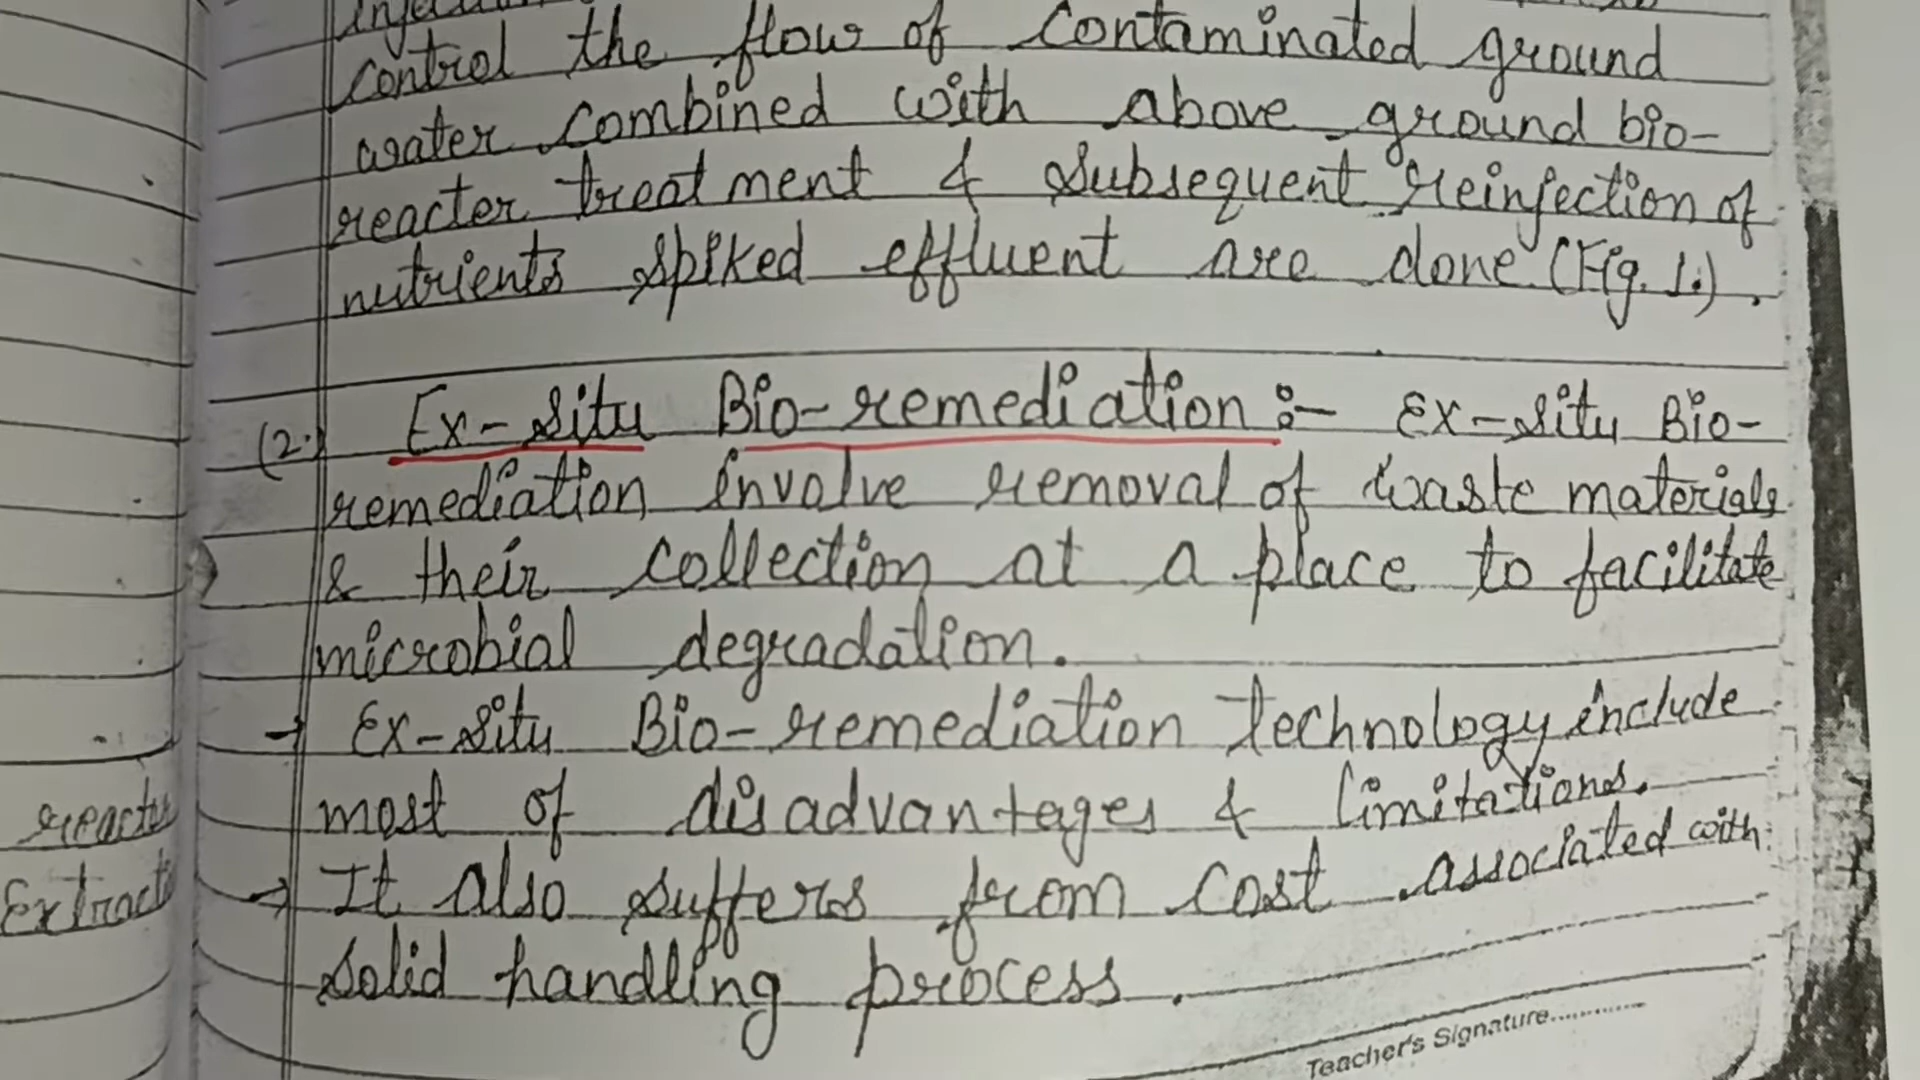 control the flow of contaminated ground
water combined with above ground bio-
reacter treatment & subsequent reinjection of
nutrients spiked effluent are done (Fig. 1.).
(2.) Ex-situ Bio-remediation :- Ex-situ Bio-
remediation involve removal of waste materials
& their collection at a place to facilitate
microbial degradation.
→ Ex-situ Bio-remediation technology include
most of disadvantages & limitations.
→ It also suffers from cost associated with
solid handling process.
Teacher's Signature..............
reacter
Extract